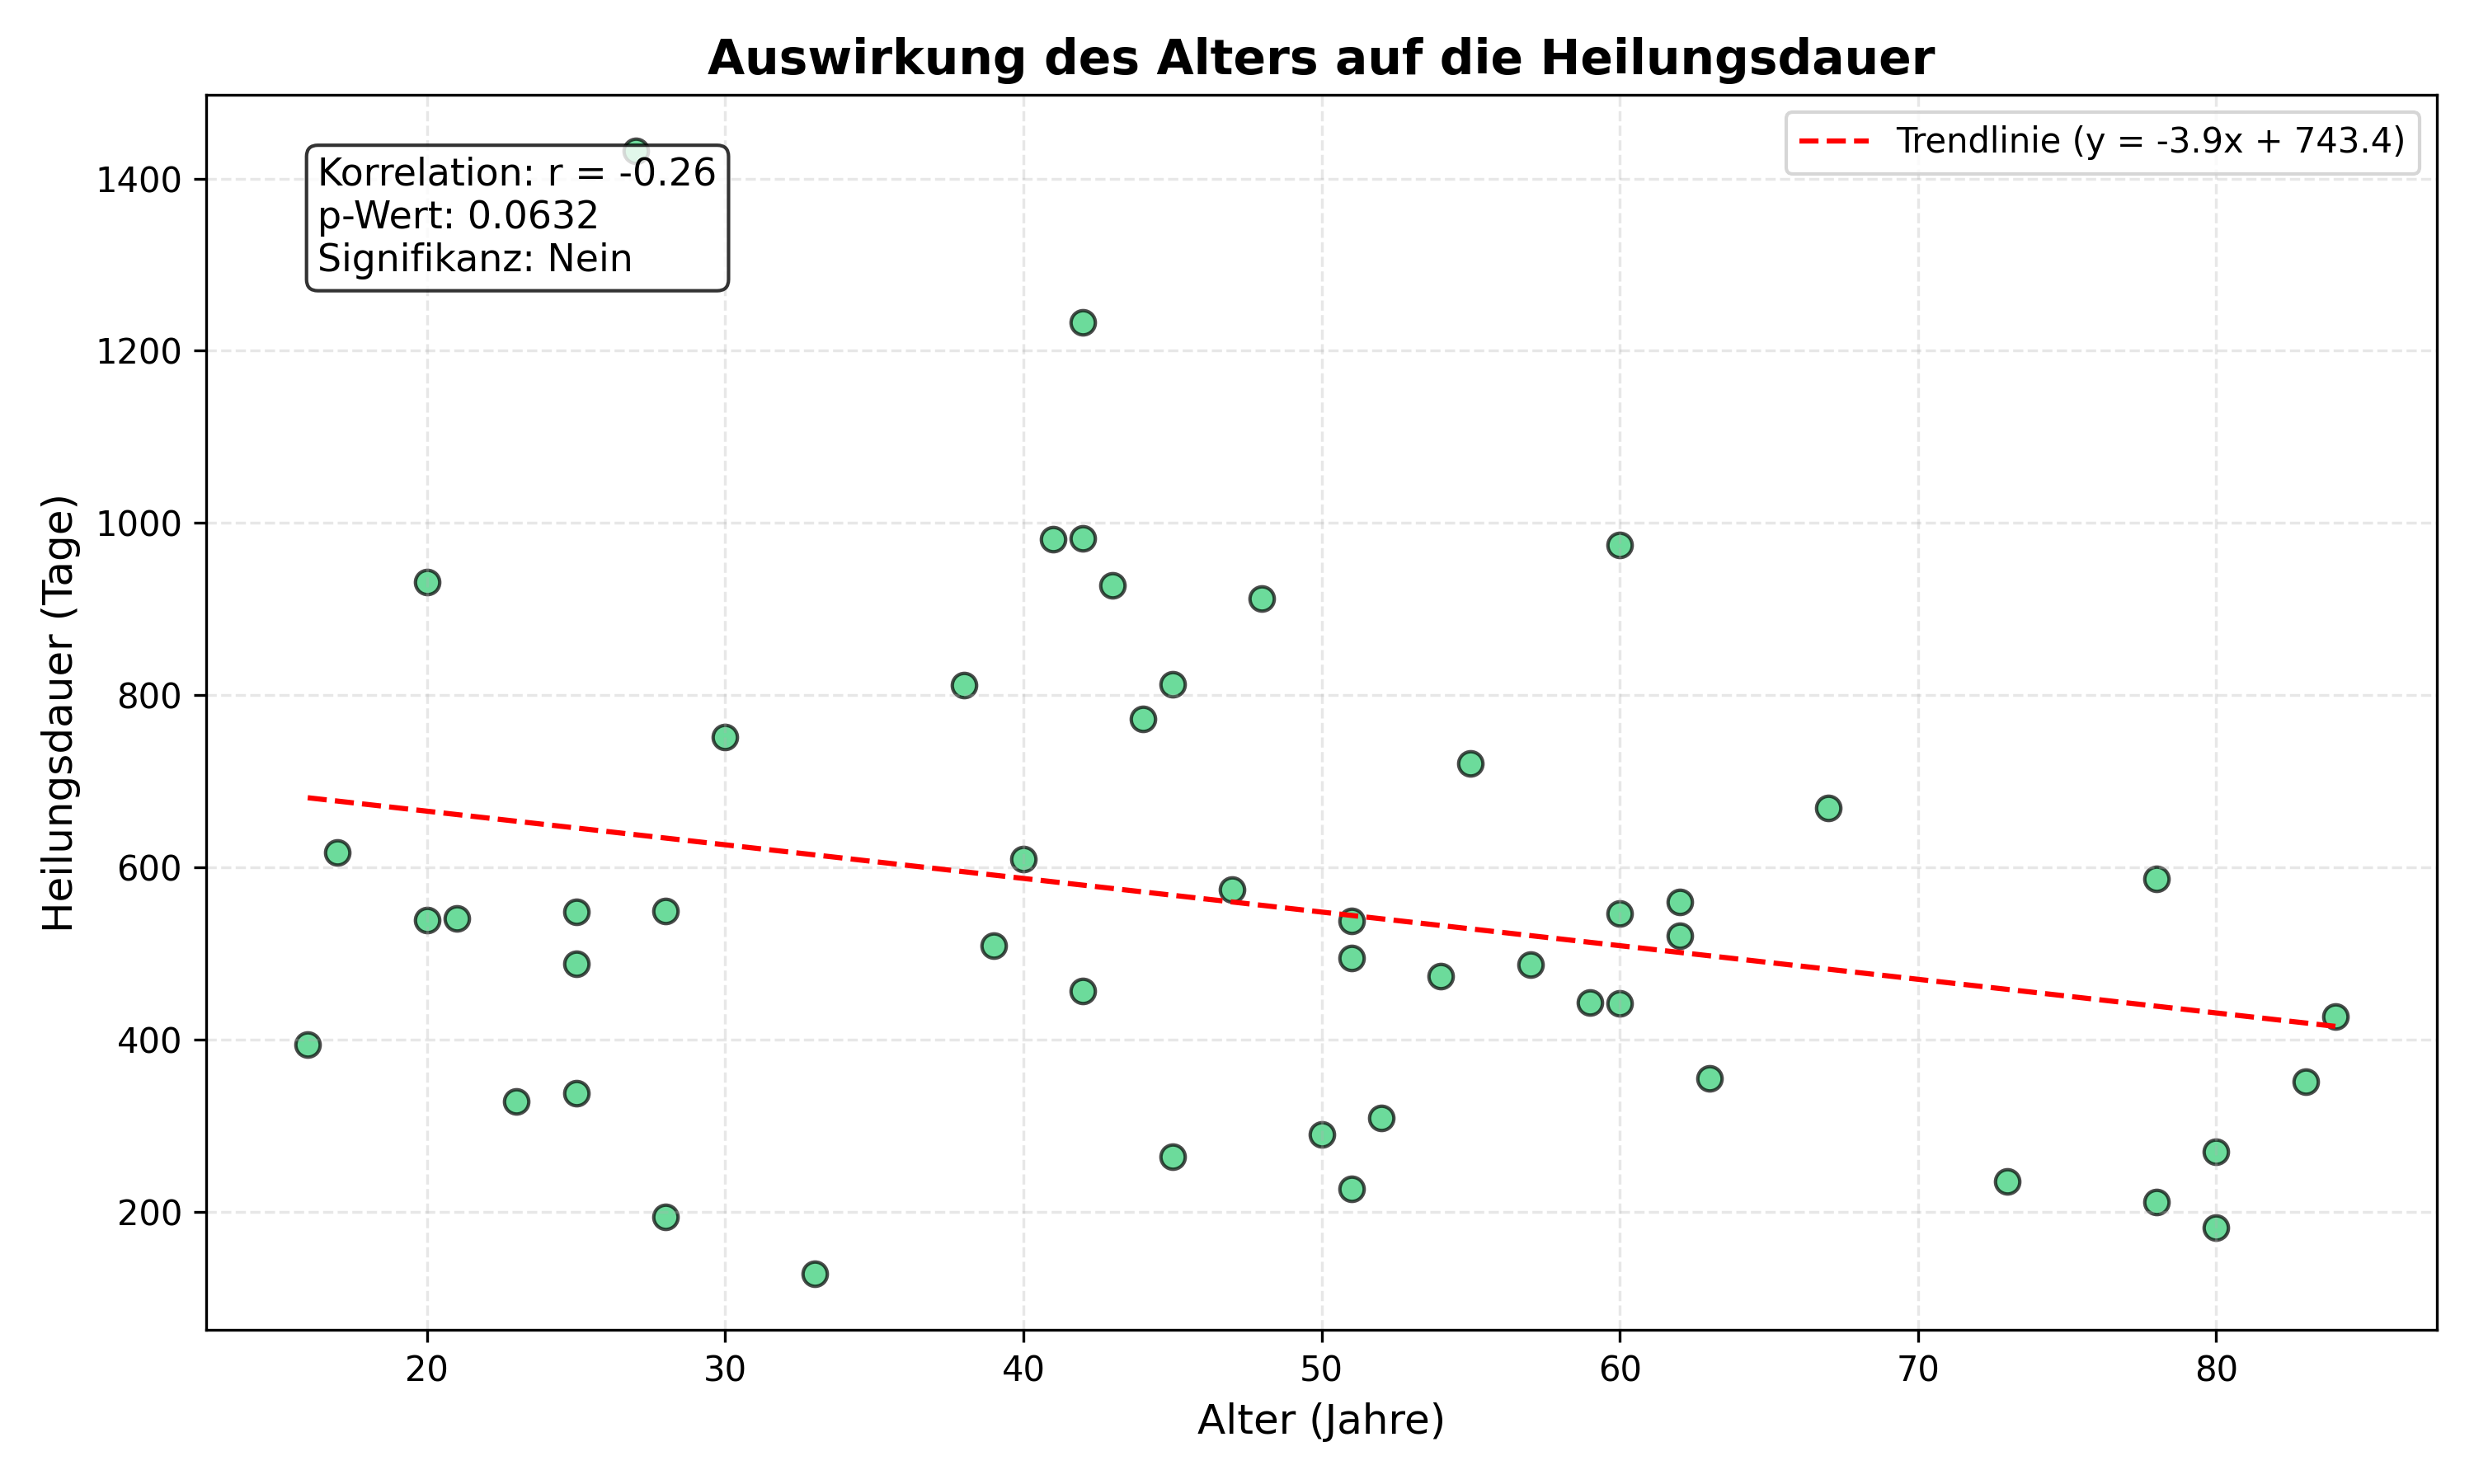 Auswirkung des Alters auf die Heilungsdauer
Korrelation: r = -0.26
p-Wert: 0.0632
Signifikanz: Nein
Trendlinie (y = -3.9x + 743.4)
Heilungsdauer (Tage)
1400
1200
1000
800
600
400
200
20 30 40 50 60 70 80
Alter (Jahre)